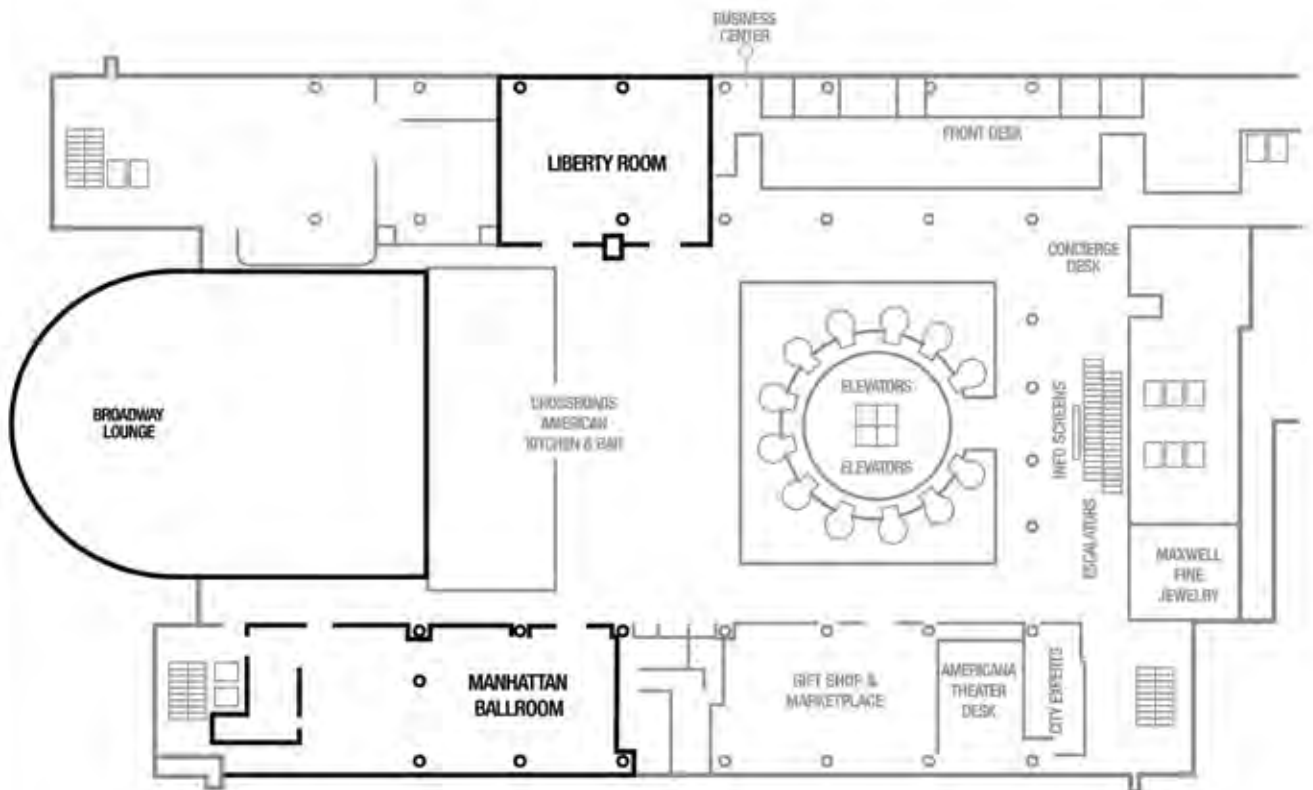 BUSINESS
CENTER
FRONT DESK
LIBERTY ROOM
CONCIERGE
DESK
BROADWAY
LOUNGE
CROSSROADS
AMERICAN
KITCHEN & BAR
ELEVATORS
ELEVATORS
INFO SCREENS
ESCALATORS
MAXWELL
FINE
JEWELRY
MANHATTAN
BALLROOM
GIFT SHOP &
MARKETPLACE
AMERICANA
THEATER
DESK
CITY EXPERTS